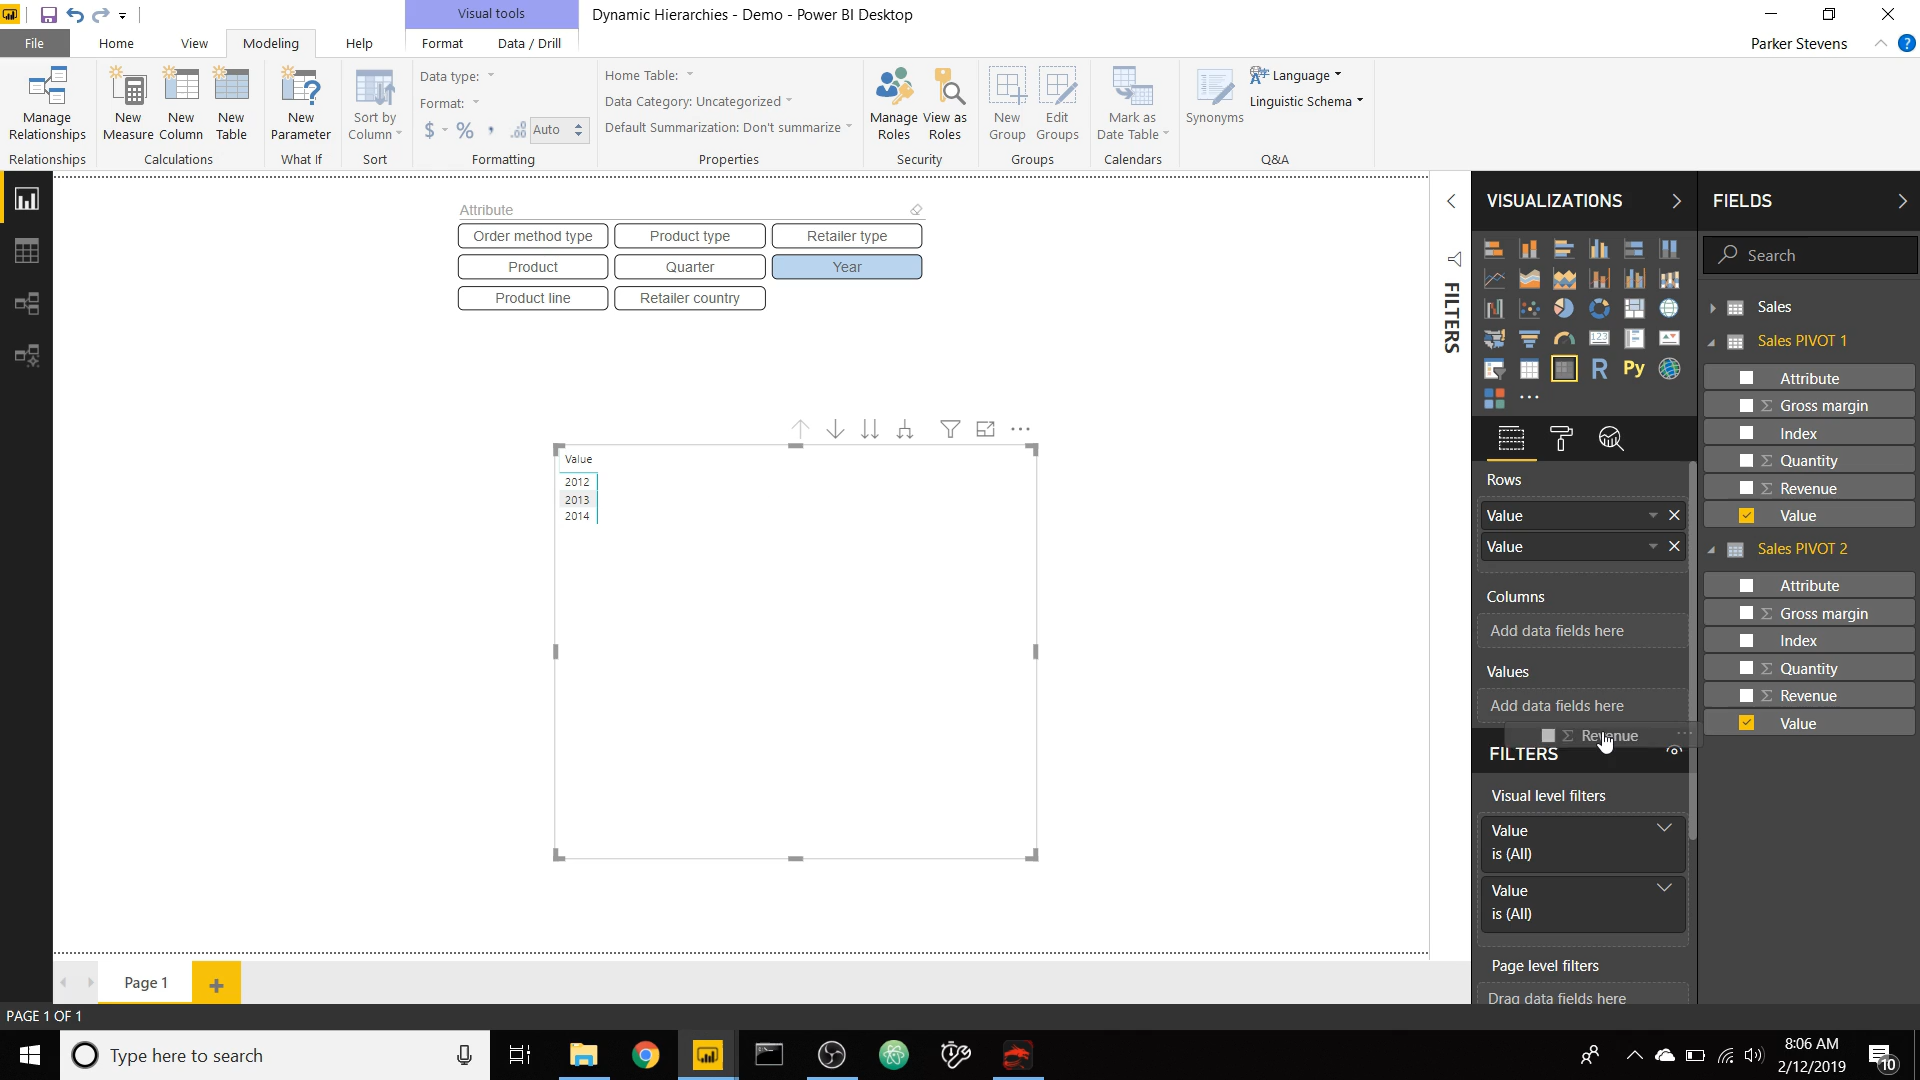 Visual tools
Dynamic Hierarchies - Demo - Power BI Desktop
File
Home
View
Modeling
Help
Format
Data / Drill
Parker Stevens
?
Manage
Relationships
Relationships
New
Measure
New
Column
New
Table
Calculations
New
Parameter
What If
Sort by
Column
Sort
Data type:
Format:
$ % , .00 Auto
Formatting
Home Table:
Data Category: Uncategorized
Default Summarization: Don't summarize
Properties
Manage
Roles
View as
Roles
Security
New
Group
Edit
Groups
Groups
Mark as
Date Table
Calendars
Synonyms
Language
Linguistic Schema
Q&A
Attribute
Order method type
Product type
Retailer type
Product
Quarter
Year
Product line
Retailer country
Value
2012
2013
2014
FILTERS
VISUALIZATIONS
123
R
Py
Rows
Value
Value
Columns
Add data fields here
Values
Add data fields here
Σ Revenue
FILTERS
Visual level filters
Value
is (All)
Value
is (All)
Page level filters
Drag data fields here
FIELDS
Search
Sales
Sales PIVOT 1
Attribute
Σ Gross margin
Index
Σ Quantity
Σ Revenue
Value
Sales PIVOT 2
Attribute
Σ Gross margin
Index
Σ Quantity
Σ Revenue
Value
Page 1
PAGE 1 OF 1
Type here to search
8:06 AM
2/12/2019
10